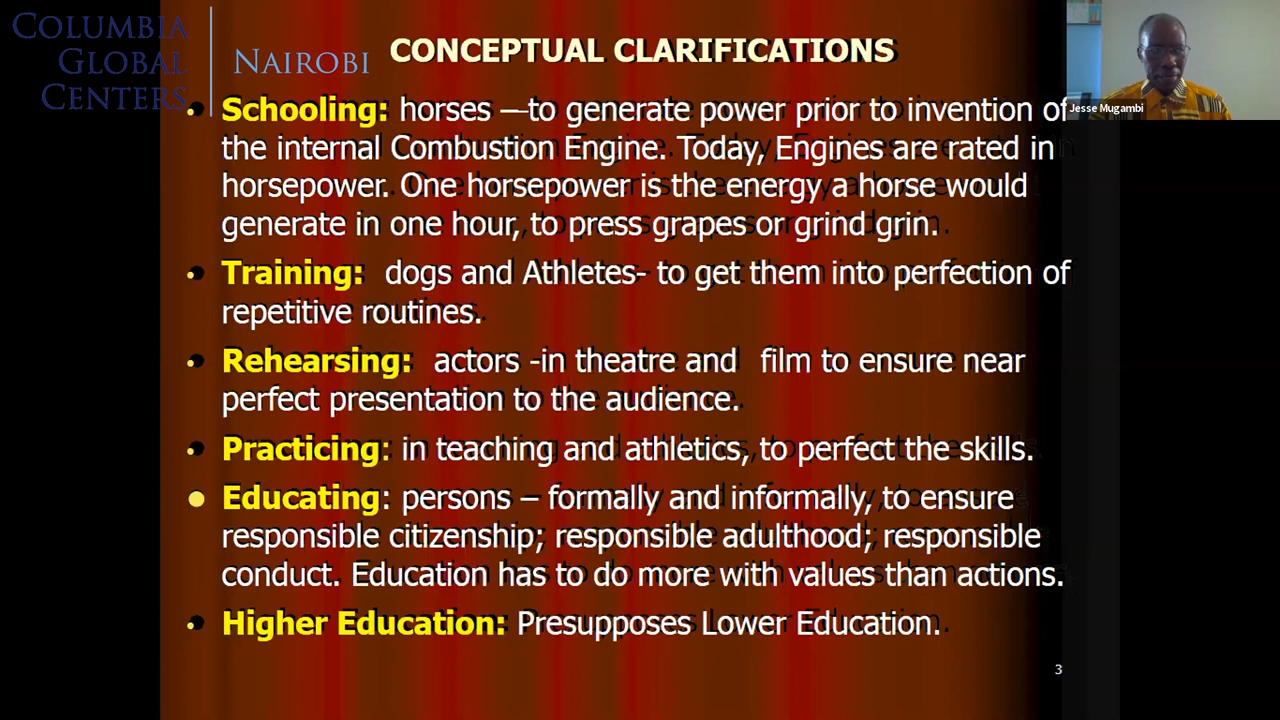 COLUMBIA
GLOBAL
CENTERS
NAIROBI
CONCEPTUAL CLARIFICATIONS
• Schooling: horses –to generate power prior to invention of
the internal Combustion Engine. Today, Engines are rated in
horsepower. One horsepower is the energy a horse would
generate in one hour, to press grapes or grind grin.
• Training: dogs and Athletes- to get them into perfection of
repetitive routines.
• Rehearsing: actors -in theatre and film to ensure near
perfect presentation to the audience.
• Practicing: in teaching and athletics, to perfect the skills.
• Educating: persons – formally and informally, to ensure
responsible citizenship; responsible adulthood; responsible
conduct. Education has to do more with values than actions.
• Higher Education: Presupposes Lower Education.
3
Jesse Mugambi